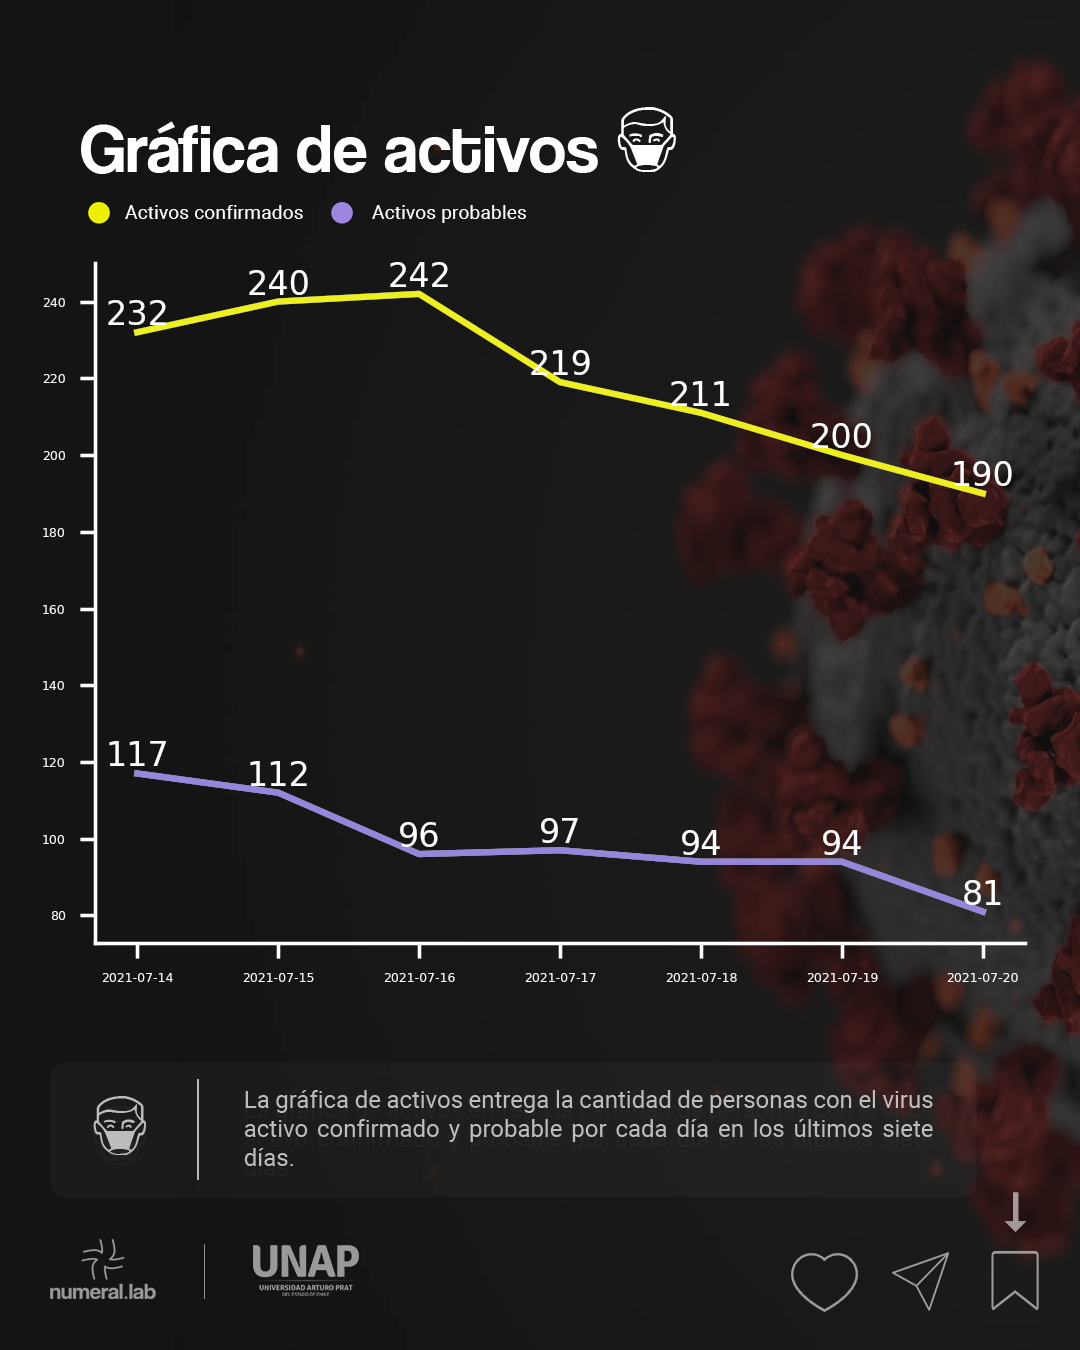 Gráfica de activos
Activos confirmados Activos probables
240
220
200
180
160
140
120
100
80
232 240 242 219 211 200 190
117 112 96 97 94 94 81
2021-07-14 2021-07-15 2021-07-16 2021-07-17 2021-07-18 2021-07-19 2021-07-20
La gráfica de activos entrega la cantidad de personas con el virus
activo confirmado y probable por cada día en los últimos siete
días.
numeral.lab
UNAP
UNIVERSIDAD ARTURO PRAT
DEL ESTADO DE CHILE